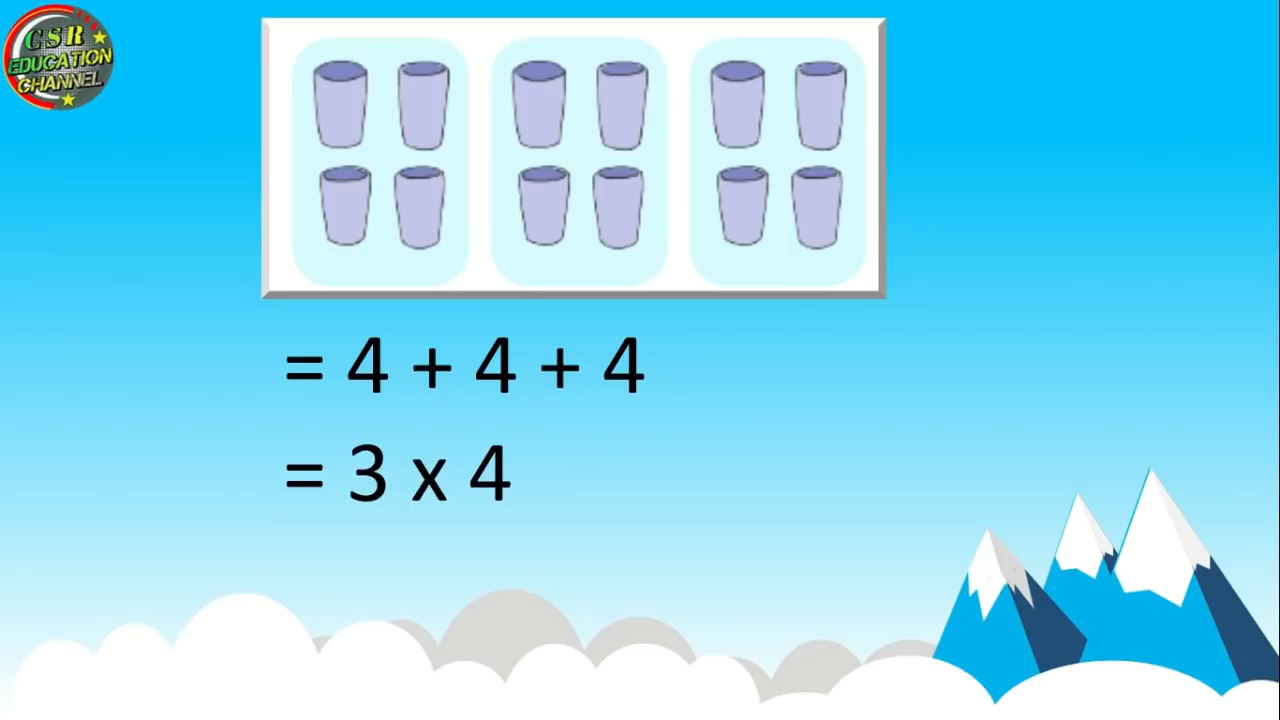 CSR
EDUCATION
CHANNEL
= 4 + 4 + 4
= 3 x 4